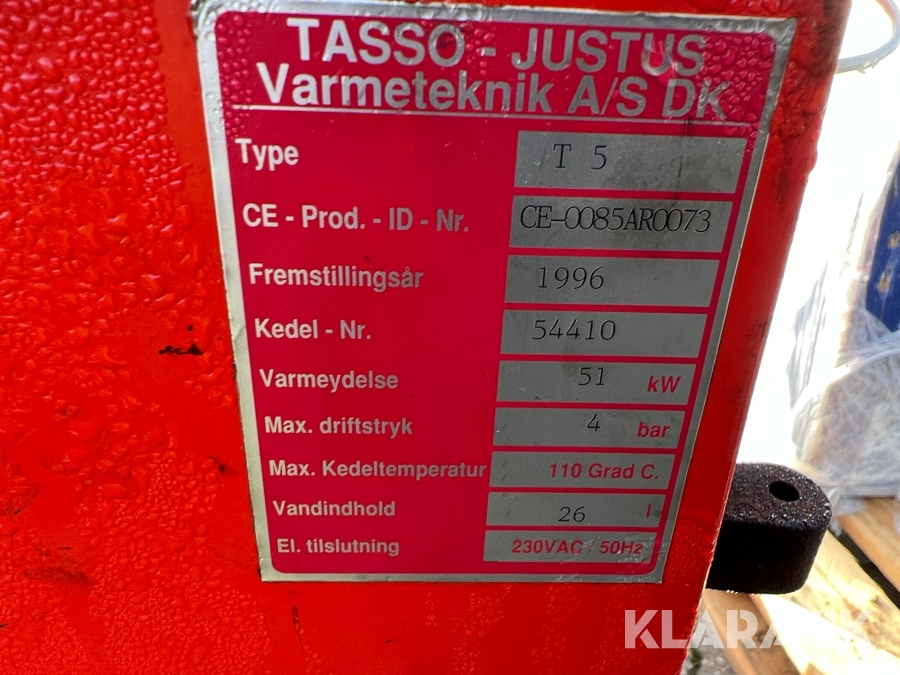 TASSO - JUSTUS
Varmeteknik A/S DK
Type T 5
CE - Prod. - ID - Nr. CE-0085AR0073
Fremstillingsår 1996
Kedel - Nr. 54410
Varmeydelse 51 kW
Max. driftstryk 4 bar
Max. Kedeltemperatur 110 Grad C.
Vandindhold 26 l
El. tilslutning 230VAC / 50Hz